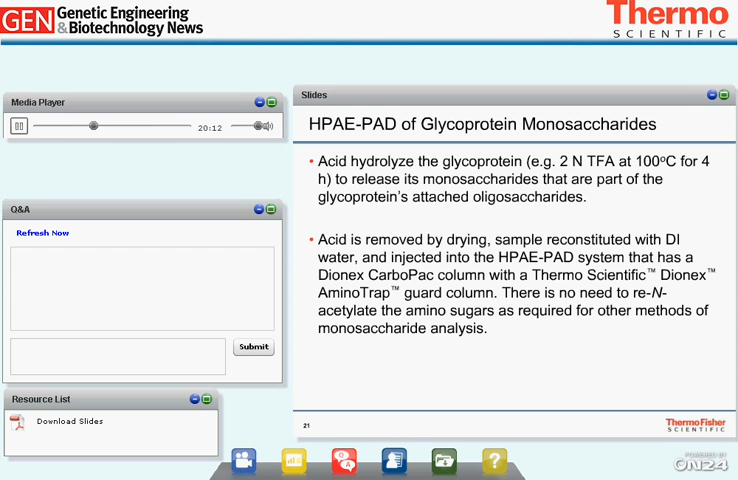 GEN Genetic Engineering
& Biotechnology News
Thermo
SCIENTIFIC
Media Player
20:12
Q&A
Refresh Now
Submit
Resource List
Download Slides
Slides
HPAE-PAD of Glycoprotein Monosaccharides
• Acid hydrolyze the glycoprotein (e.g. 2 N TFA at 100°C for 4
h) to release its monosaccharides that are part of the
glycoprotein's attached oligosaccharides.
• Acid is removed by drying, sample reconstituted with DI
water, and injected into the HPAE-PAD system that has a
Dionex CarboPac column with a Thermo Scientific™ Dionex™
AminoTrap™ guard column. There is no need to re-N-
acetylate the amino sugars as required for other methods of
monosaccharide analysis.
21
ThermoFisher
SCIENTIFIC
Q
A
?
POWERED BY
ON24